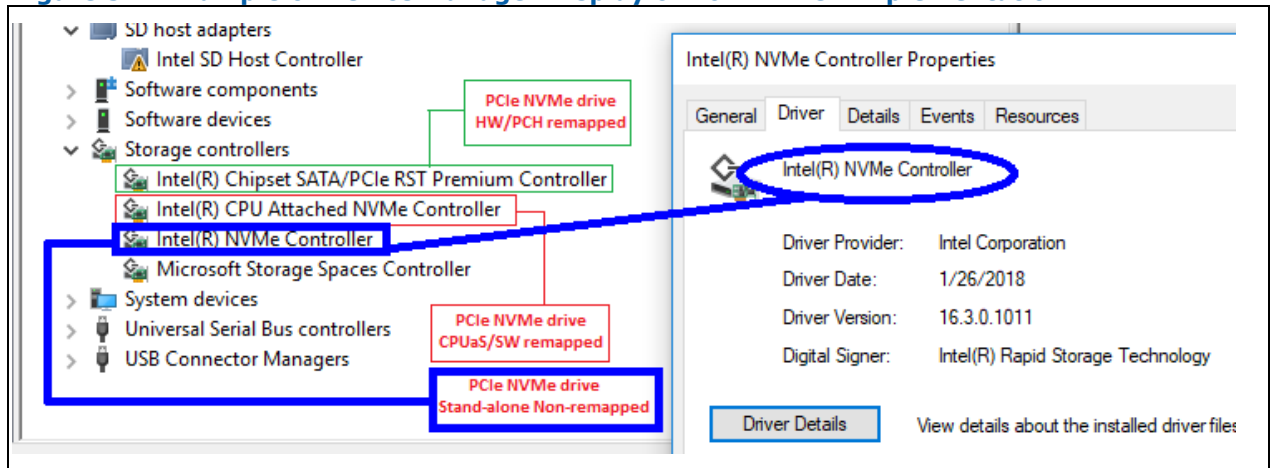 SD host adapters
Intel SD Host Controller
Software components
Software devices
Storage controllers
Intel(R) Chipset SATA/PCIe RST Premium Controller
Intel(R) CPU Attached NVMe Controller
Intel(R) NVMe Controller
Microsoft Storage Spaces Controller
System devices
Universal Serial Bus controllers
USB Connector Managers
PCIe NVMe drive
HW/PCH remapped
PCIe NVMe drive
CPUaS/SW remapped
PCIe NVMe drive
Stand-alone Non-remapped
Intel(R) NVMe Controller Properties
General Driver Details Events Resources
Intel(R) NVMe Controller
Driver Provider: Intel Corporation
Driver Date: 1/26/2018
Driver Version: 16.3.0.1011
Digital Signer: Intel(R) Rapid Storage Technology
Driver Details View details about the installed driver files